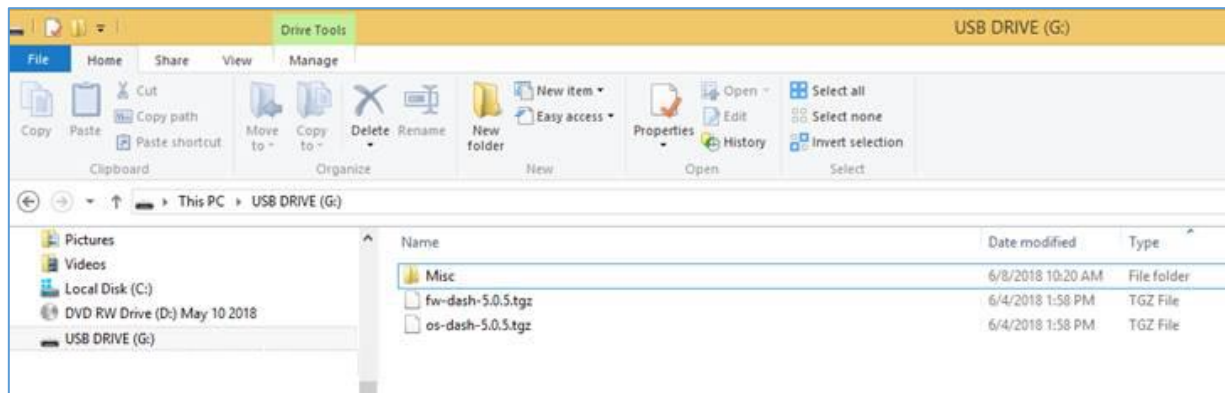 Drive Tools
USB DRIVE (G:)
File Home Share View Manage
Copy
Paste
Cut
Copy path
Paste shortcut
Clipboard
Move to
Copy to
Delete
Rename
Organize
New folder
New item
Easy access
New
Properties
Open
Edit
History
Open
Select all
Select none
Invert selection
Select
This PC USB DRIVE (G:)
Pictures
Videos
Local Disk (C:)
DVD RW Drive (D:) May 10 2018
USB DRIVE (G:)
Name Date modified Type
Misc 6/8/2018 10:20 AM File folder
fw-dash-5.0.5.tgz 6/4/2018 1:58 PM TGZ File
os-dash-5.0.5.tgz 6/4/2018 1:58 PM TGZ File